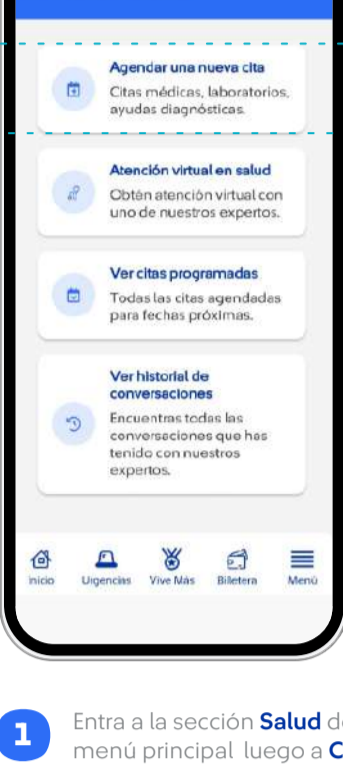 Agendar una nueva cita
Citas médicas, laboratorios,
ayudas diagnósticas.
Atención virtual en salud
Obtén atención virtual con
uno de nuestros expertos.
Ver citas programadas
Todas las citas agendadas
para fechas próximas.
Ver historial de
conversaciones
Encuentras todas las
conversaciones que has
tenido con nuestros
expertos.
Inicio Urgencias Vive Más Billetera Menú
1
Entra a la sección Salud de
menú principal luego a C